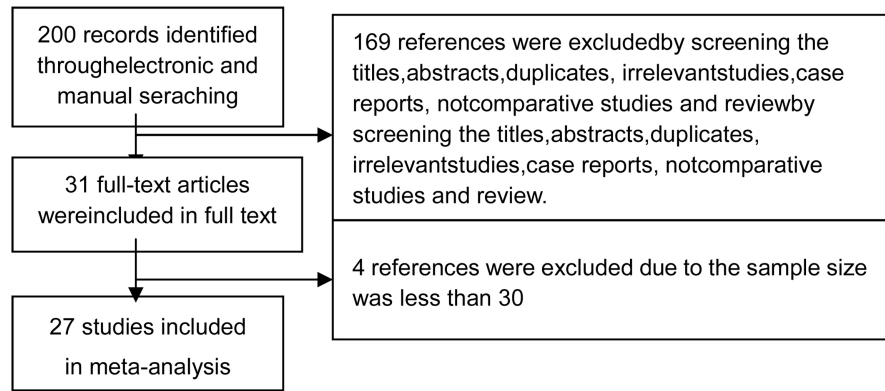 200 records identified
throughelectronic and
manual seraching
169 references were excludedby screening the
titles,abstracts,duplicates, irrelevantstudies,case
reports, notcomparative studies and reviewby
screening the titles,abstracts,duplicates,
irrelevantstudies,case reports, notcomparative
studies and review.
31 full-text articles
wereincluded in full text
4 references were excluded due to the sample size
was less than 30
27 studies included
in meta-analysis